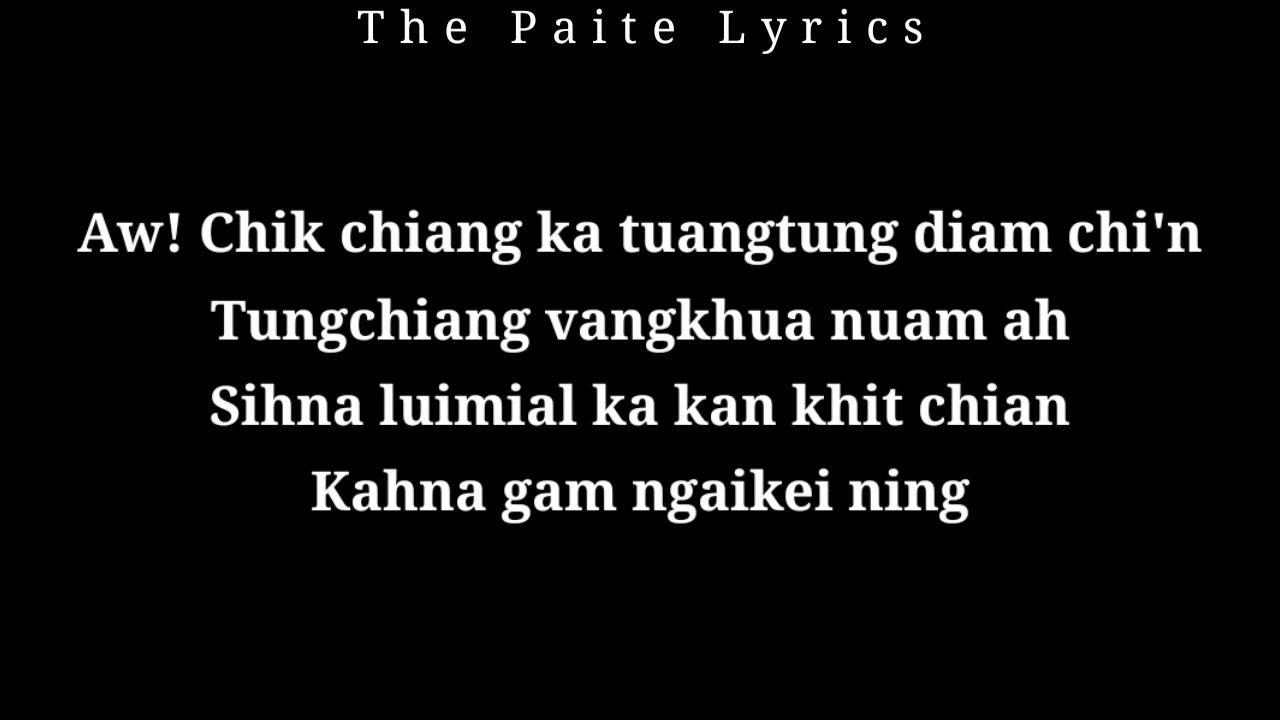 The Paite Lyrics
Aw! Chik chiang ka tuangtung diam chi'n
Tungchiang vangkhua nuam ah
Sihna luimial ka kan khit chian
Kahna gam ngaikei ning